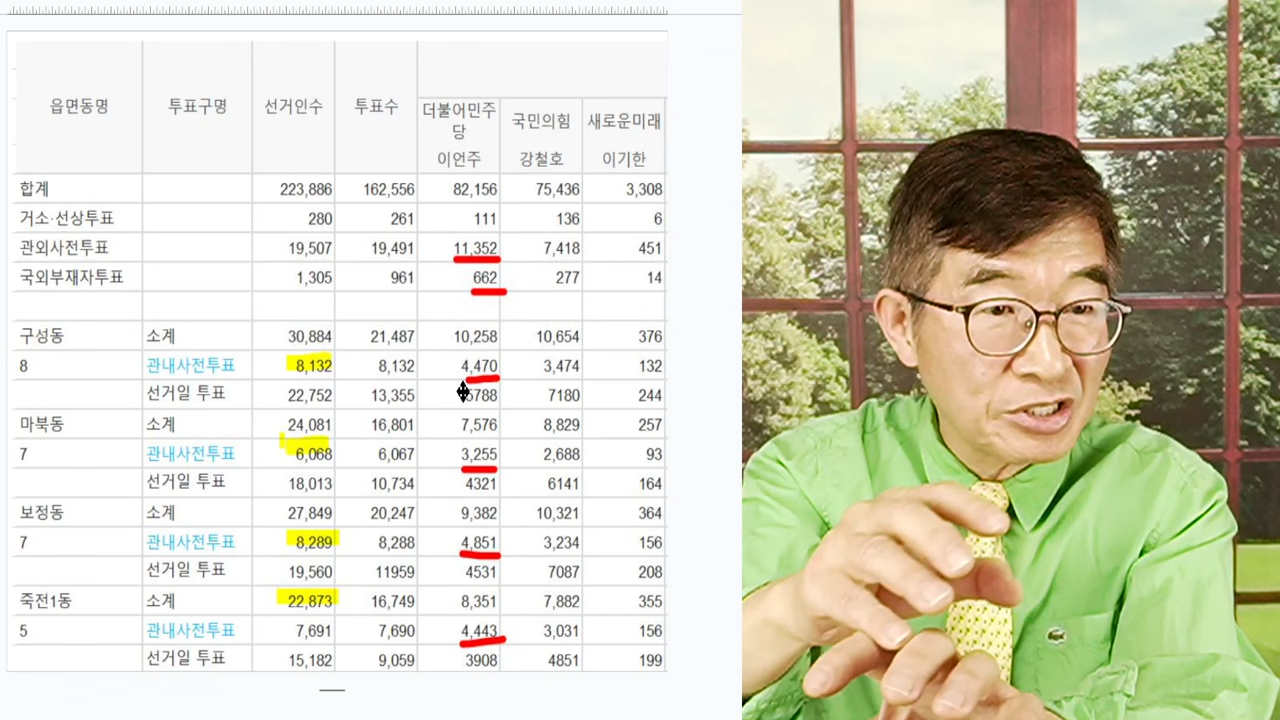 읍면동명 투표구명 선거인수 투표수 더불어민주당 이언주 국민의힘 강철호 새로운미래 이기한
합계 223,886 162,556 82,156 75,436 3,308
거소·선상투표 280 261 111 136 6
관외사전투표 19,507 19,491 11,352 7,418 451
국외부재자투표 1,305 961 662 277 14
구성동 소계 30,884 21,487 10,258 10,654 376
8 관내사전투표 8,132 8,132 4,470 3,474 132
선거일 투표 22,752 13,355 5788 7180 244
마북동 소계 24,081 16,801 7,576 8,829 257
7 관내사전투표 6,068 6,067 3,255 2,688 93
선거일 투표 18,013 10,734 4321 6141 164
보정동 소계 27,849 20,247 9,382 10,321 364
7 관내사전투표 8,289 8,288 4,851 3,234 156
선거일 투표 19,560 11959 4531 7087 208
죽전1동 소계 22,873 16,749 8,351 7,882 355
5 관내사전투표 7,691 7,690 4,443 3,031 156
선거일 투표 15,182 9,059 3908 4851 199